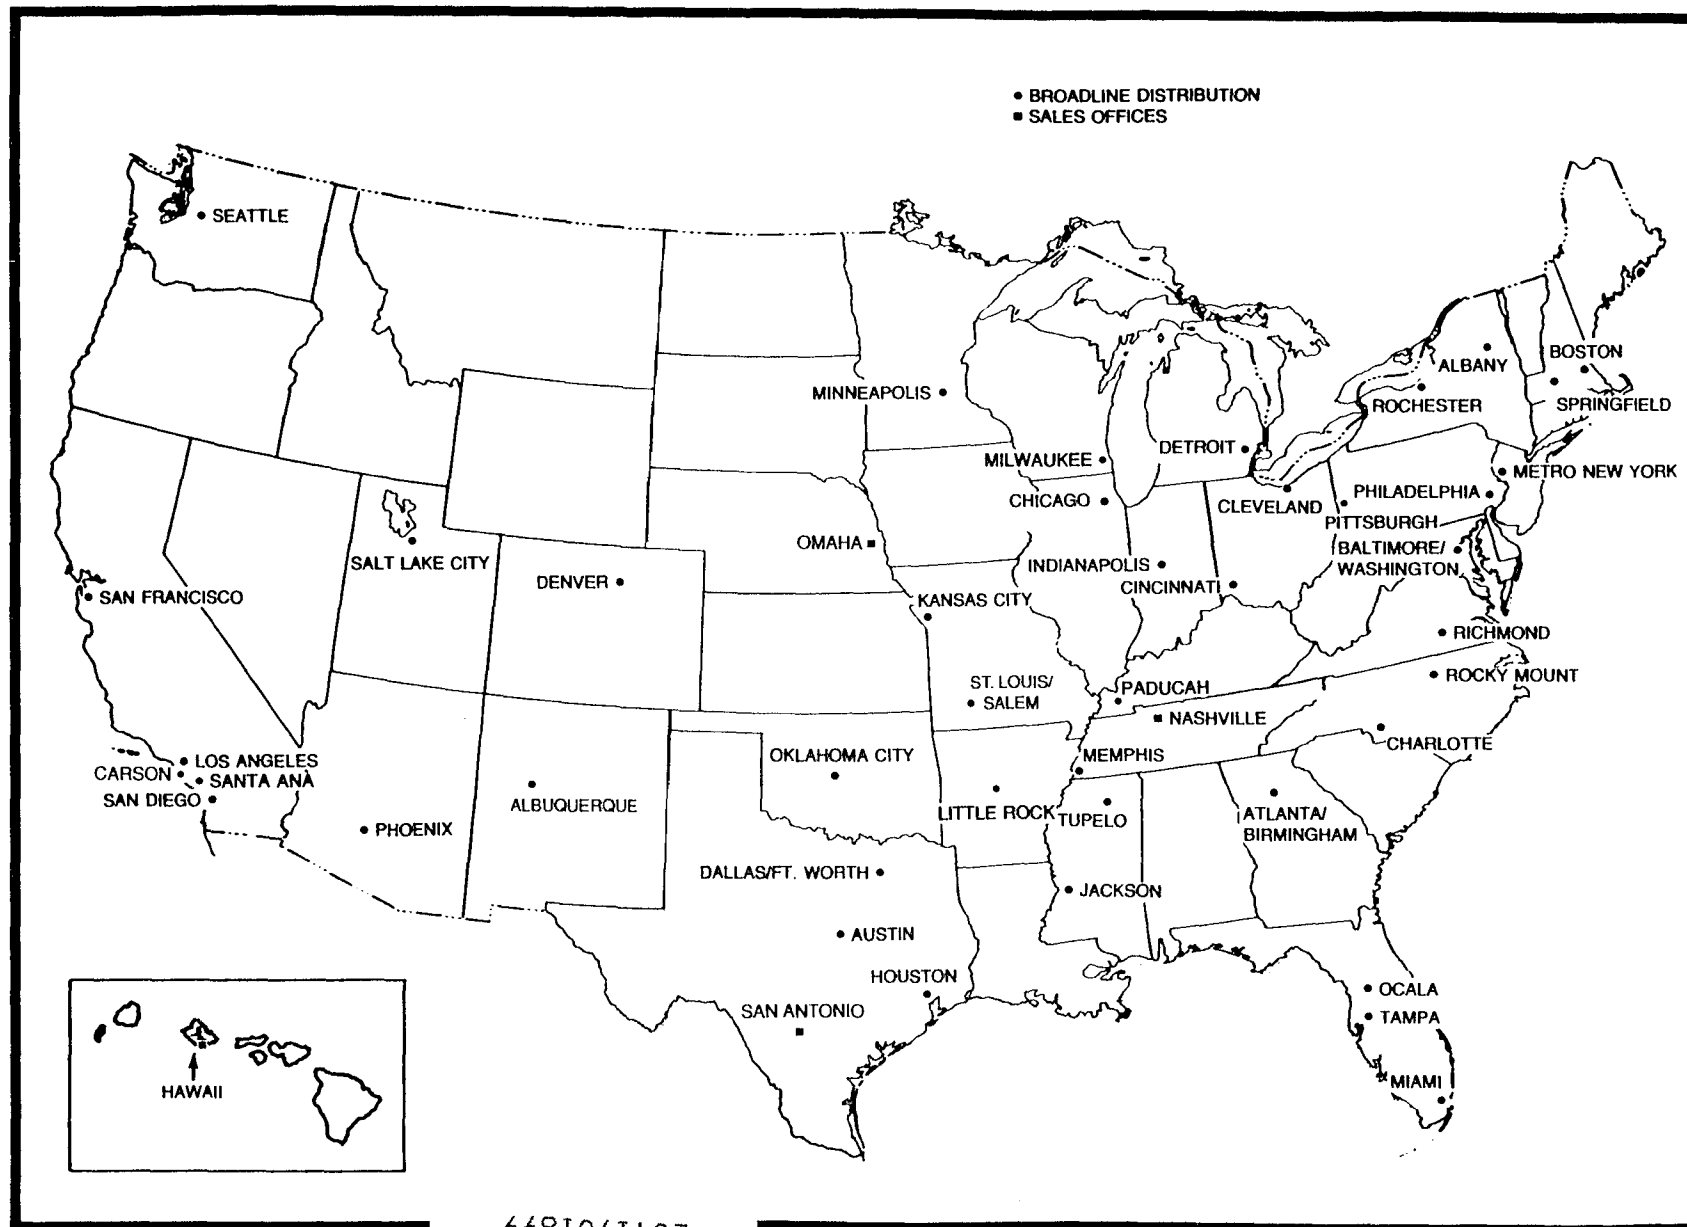 BROADLINE DISTRIBUTION
SALES OFFICES
SEATTLE
MINNEAPOLIS
MILWAUKEE
CHICAGO
DETROIT
CLEVELAND
ALBANY
BOSTON
ROCHESTER
SPRINGFIELD
METRO NEW YORK
PHILADELPHIA
PITTSBURGH
BALTIMORE/
WASHINGTON
OMAHA
INDIANAPOLIS
CINCINNATI
SALT LAKE CITY
DENVER
KANSAS CITY
SAN FRANCISCO
RICHMOND
ROCKY MOUNT
ST. LOUIS/
SALEM
PADUCAH
NASHVILLE
CHARLOTTE
MEMPHIS
OKLAHOMA CITY
LOS ANGELES
CARSON
SANTA ANA
SAN DIEGO
ALBUQUERQUE
PHOENIX
LITTLE ROCK
TUPELO
ATLANTA/
BIRMINGHAM
DALLAS/FT. WORTH
JACKSON
AUSTIN
HOUSTON
SAN ANTONIO
OCALA
TAMPA
MIAMI
HAWAII